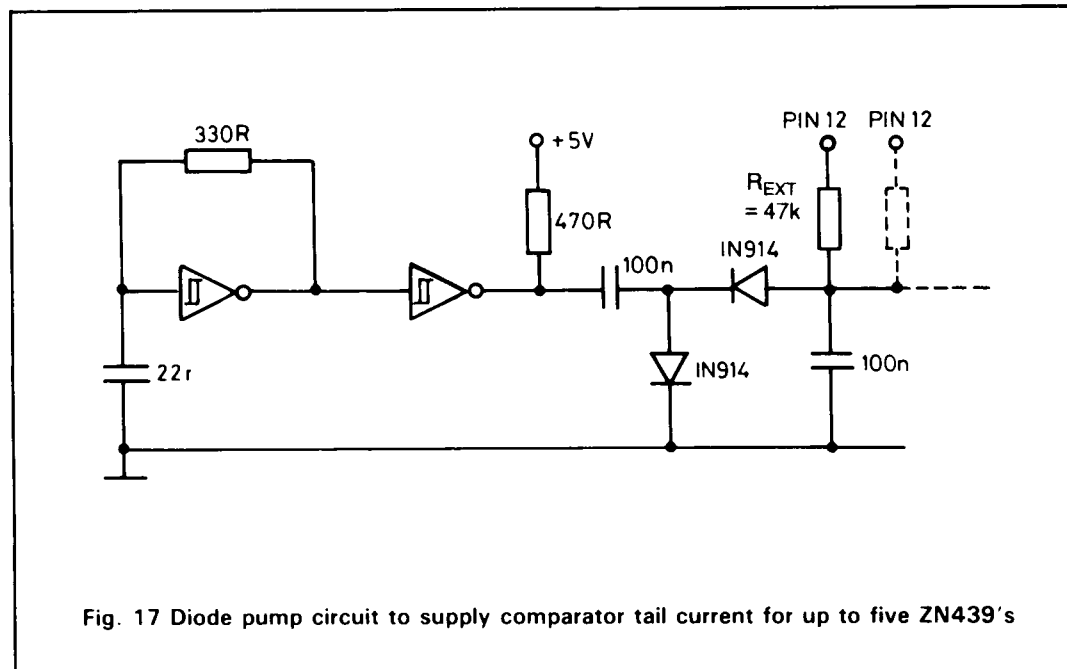 330R
+5V
PIN 12 PIN 12
470R
R EXT
= 47k
100n
IN914
22r
IN914
100n
Fig. 17 Diode pump circuit to supply comparator tail current for up to five ZN439's